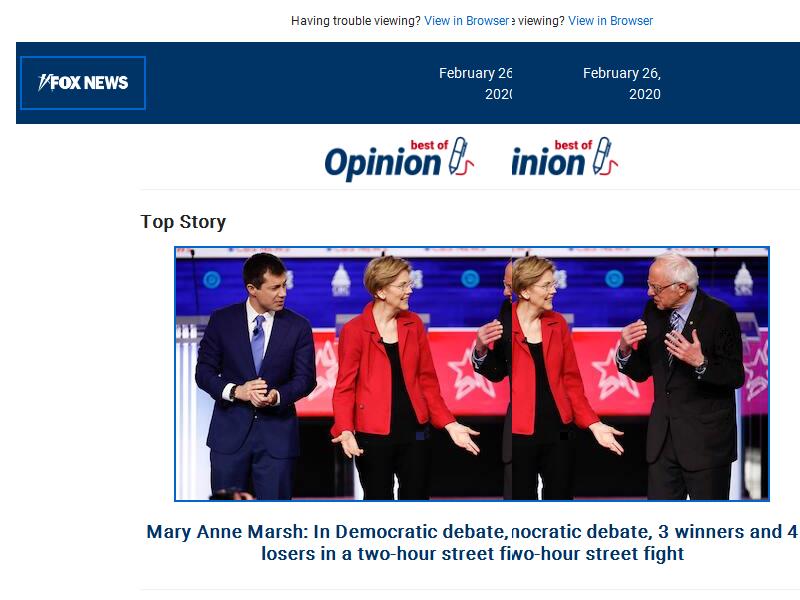 Having trouble viewing? View in Browser e viewing? View in Browser
FOX NEWS
February 26 February 26,
2020 2020
best of best of
Opinion inion
Top Story
Mary Anne Marsh: In Democratic debate, nocratic debate, 3 winners and 4
losers in a two-hour street fi wo-hour street fight